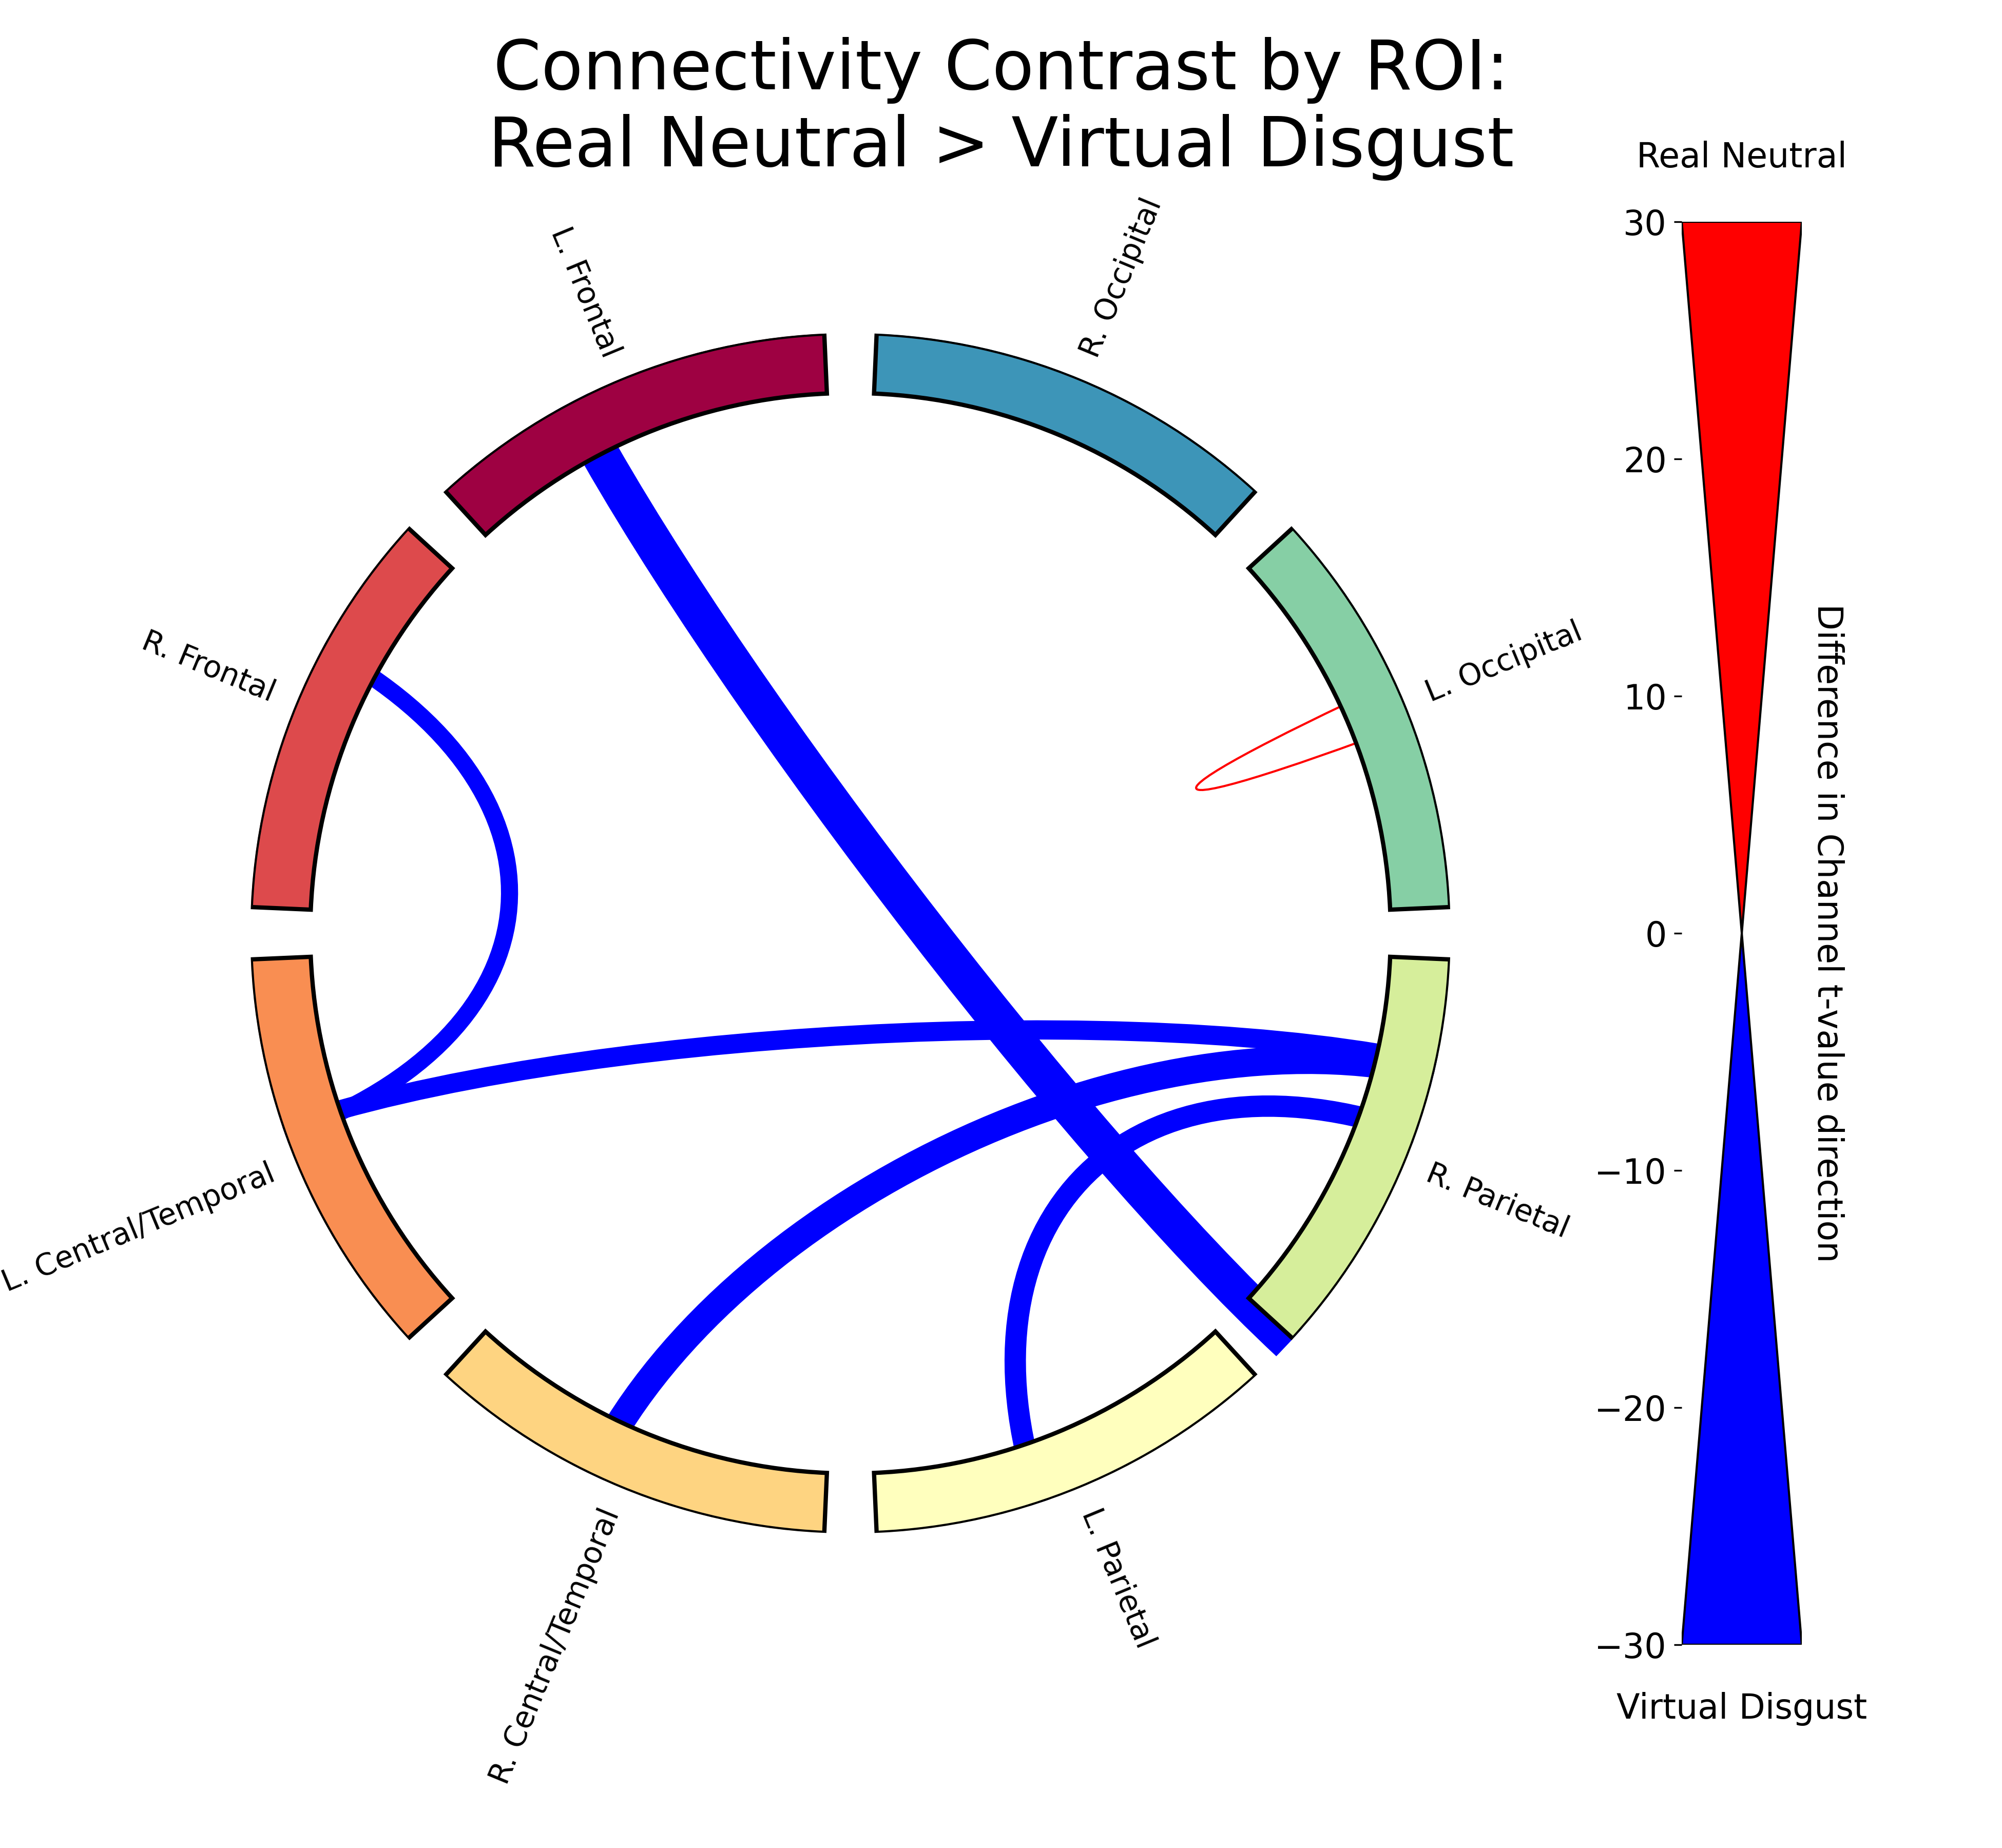 Connectivity Contrast by ROI:
Real Neutral > Virtual Disgust
Real Neutral
30
20
10
0
−10
−20
−30
Virtual Disgust
Difference in Channel t-value direction
L. Frontal
R. Occipital
R. Frontal
L. Occipital
L. Central/Temporal
R. Parietal
R. Central/Temporal
L. Parietal